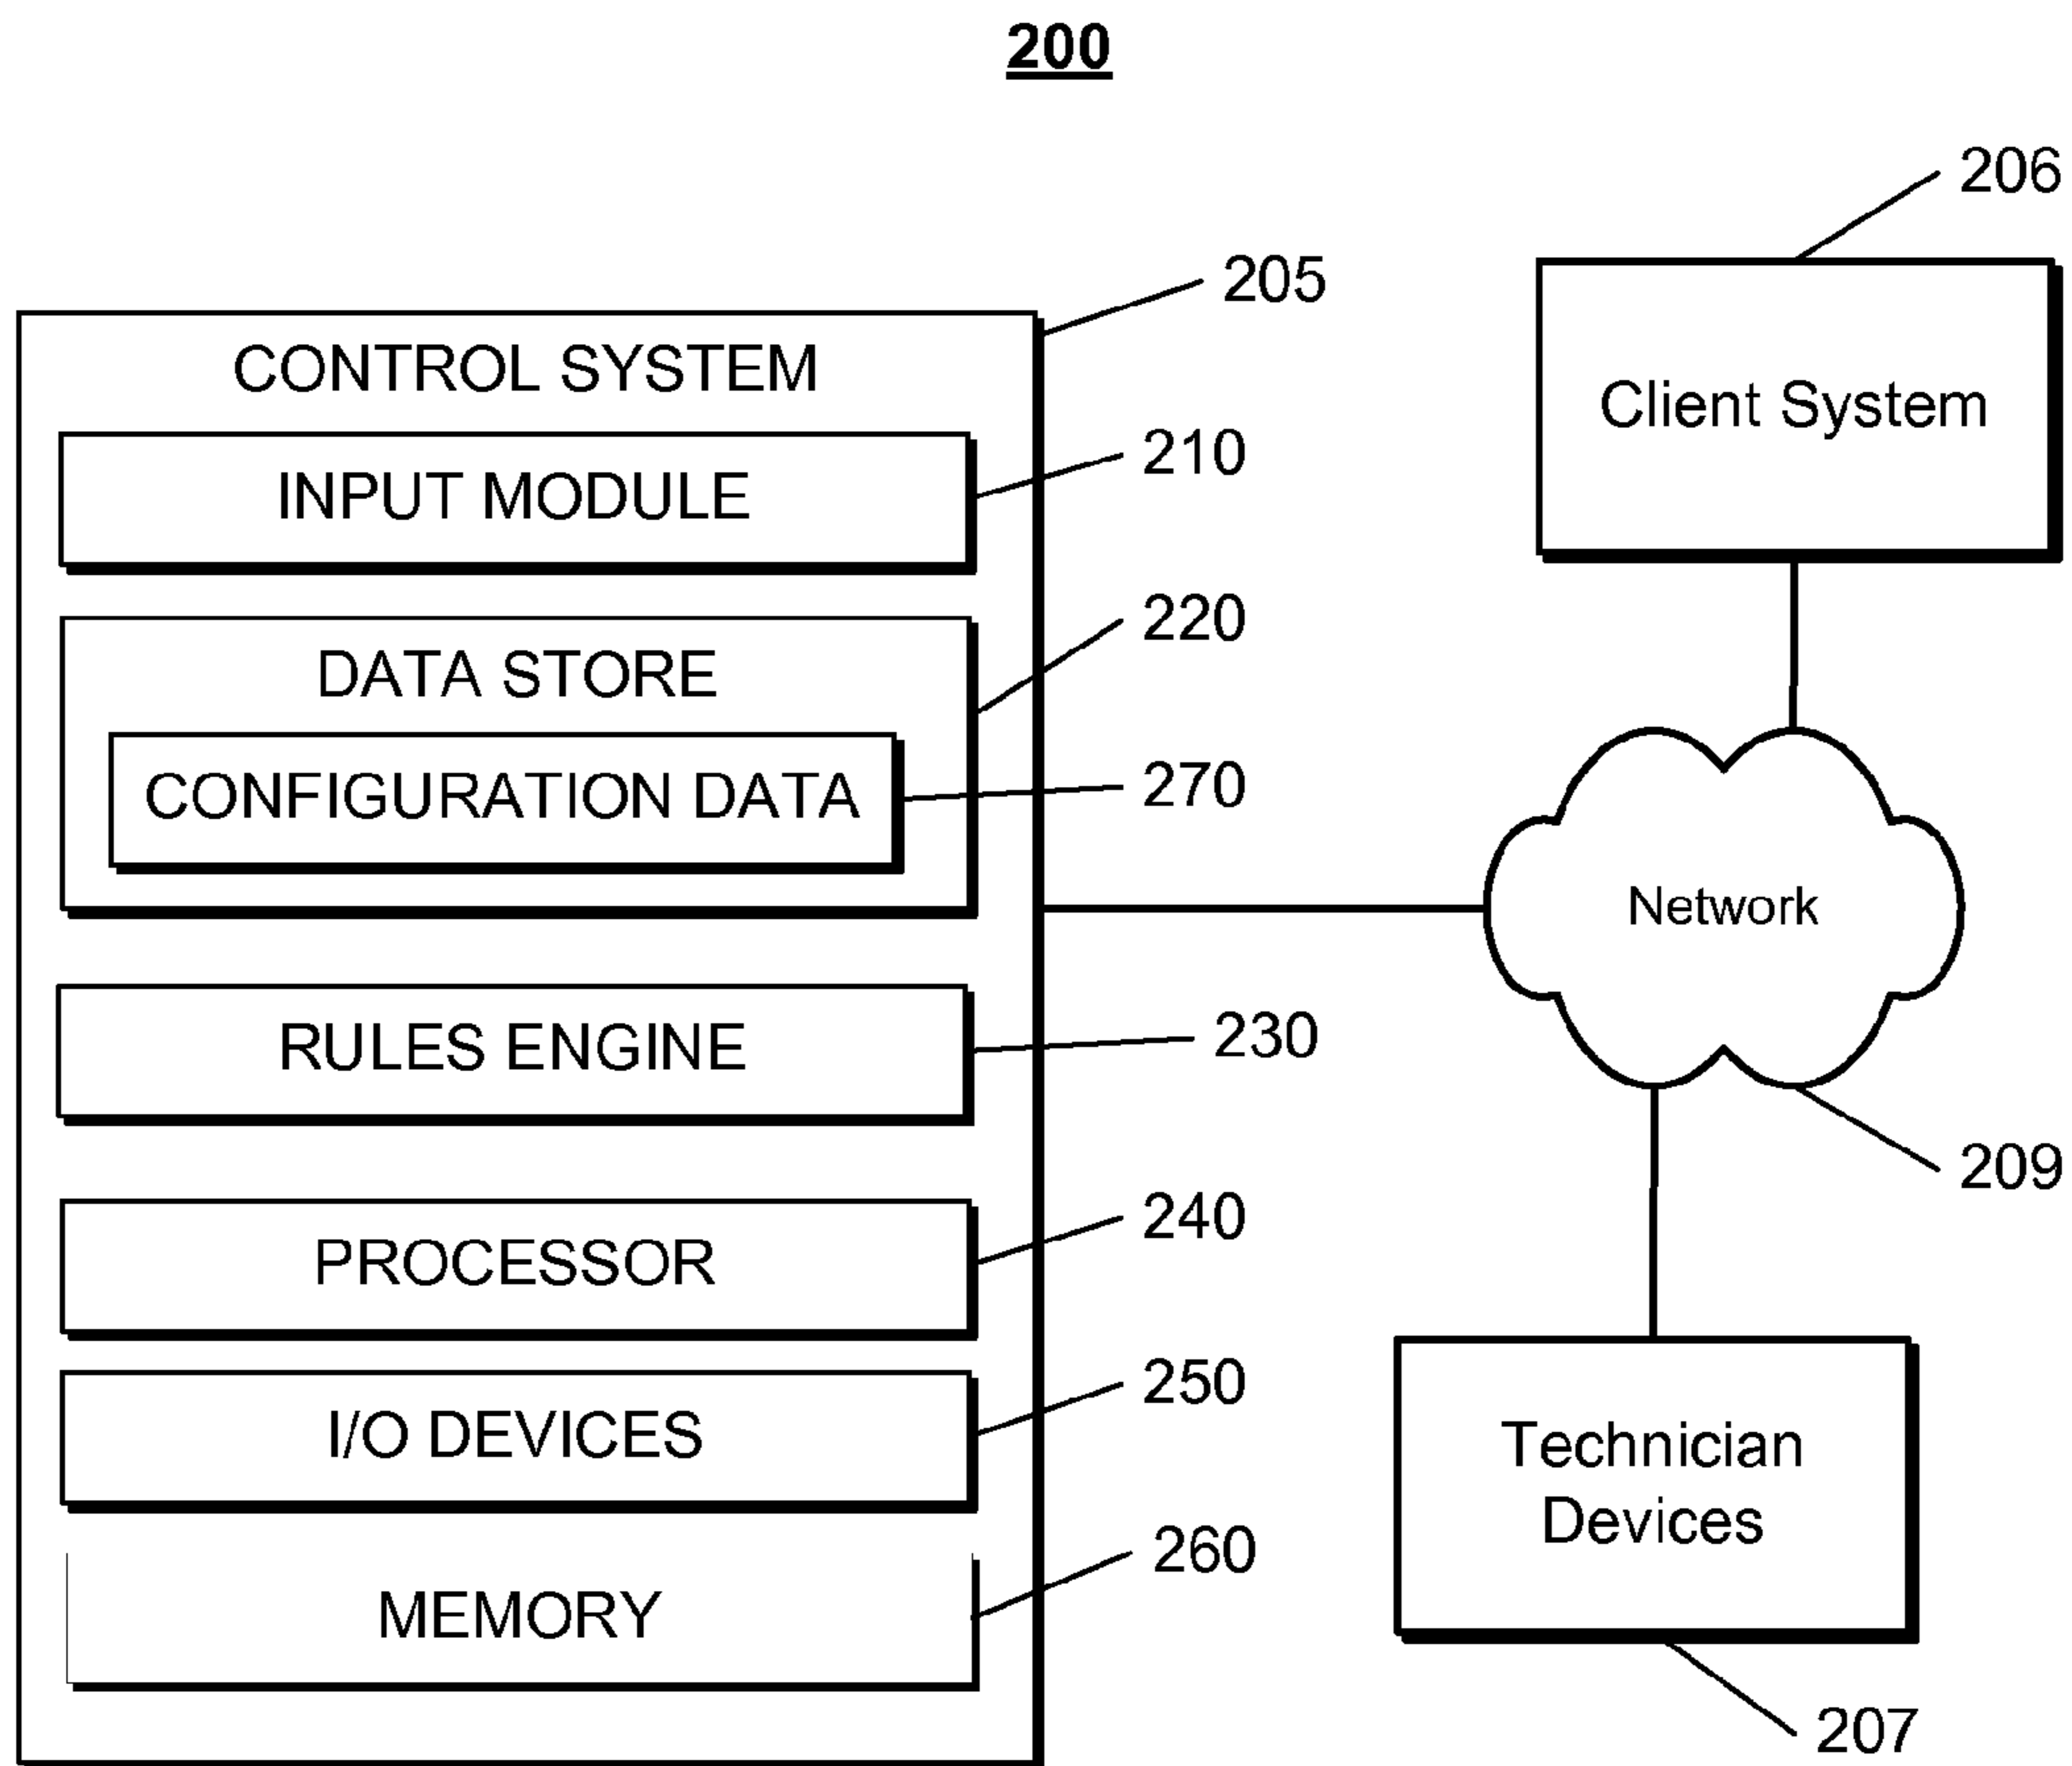 200
206
205
CONTROL SYSTEM
Client System
210
INPUT MODULE
220
DATA STORE
270
CONFIGURATION DATA
Network
230
RULES ENGINE
209
240
PROCESSOR
250
I/O DEVICES
Technician
Devices
260
MEMORY
207